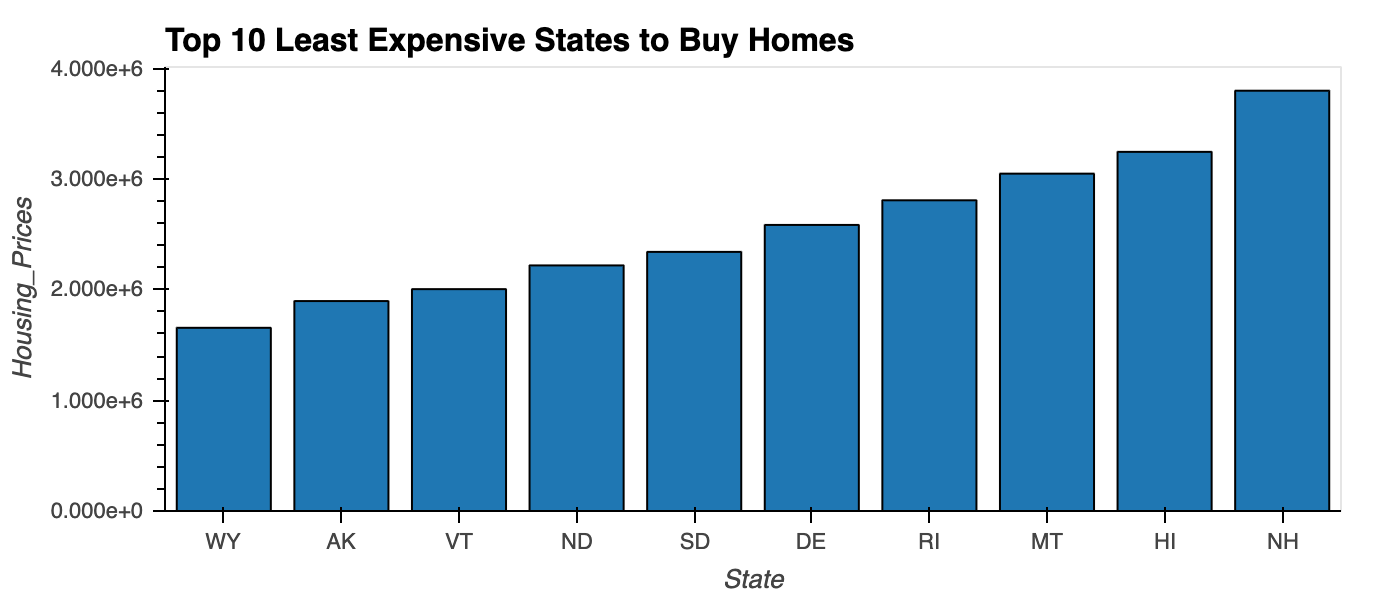 Top 10 Least Expensive States to Buy Homes
Housing_Prices
4.000e+6
3.000e+6
2.000e+6
1.000e+6
0.000e+0
WY AK VT ND SD DE RI MT HI NH
State